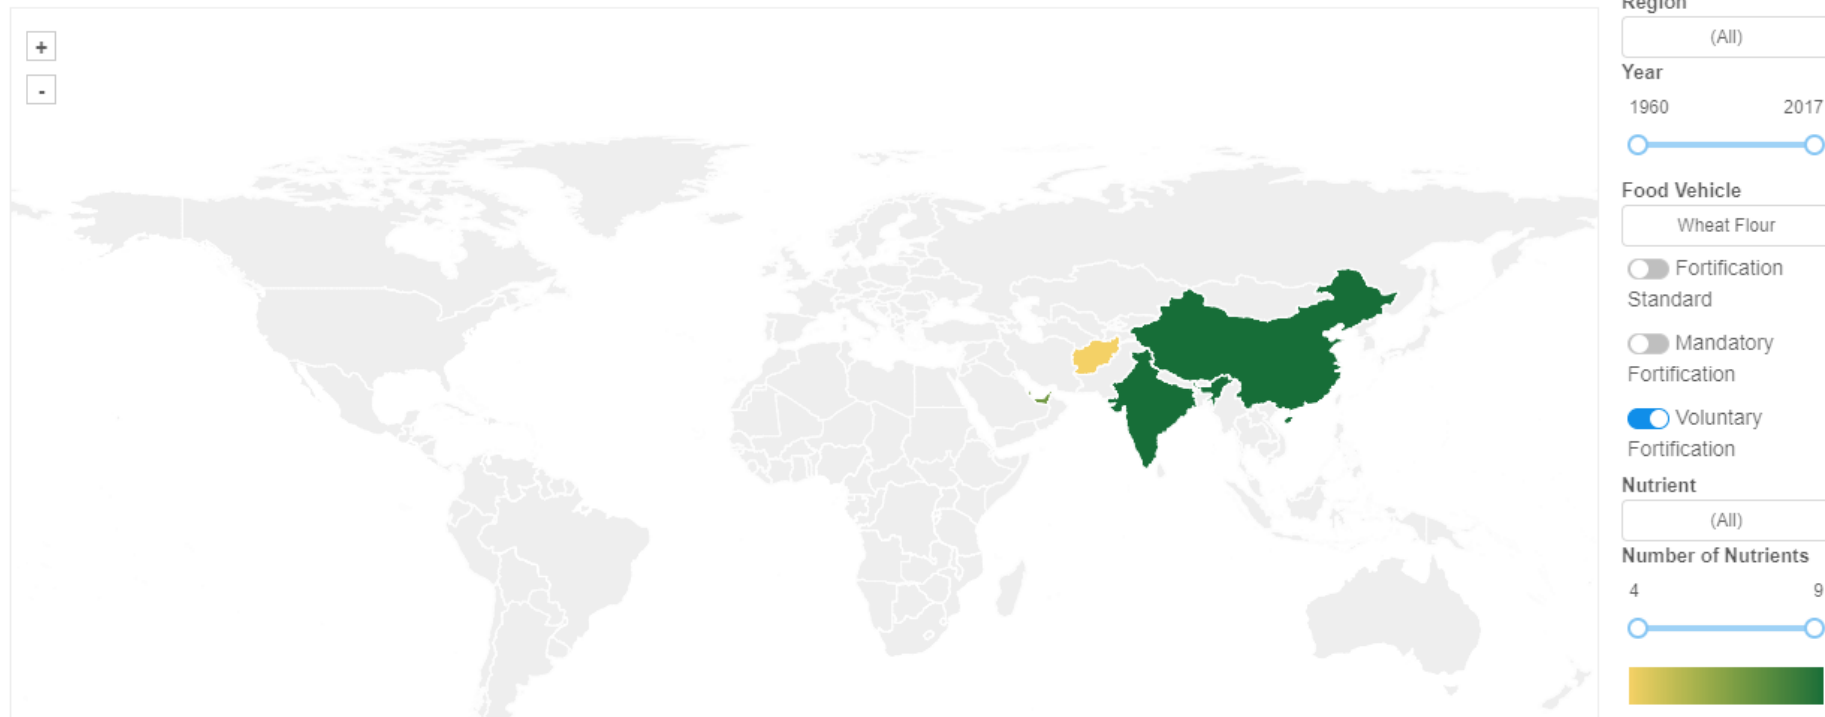 +
-
Region
(All)
Year
1960 2017
Food Vehicle
Wheat Flour
Fortification
Standard
Mandatory
Fortification
Voluntary
Fortification
Nutrient
(All)
Number of Nutrients
4 9